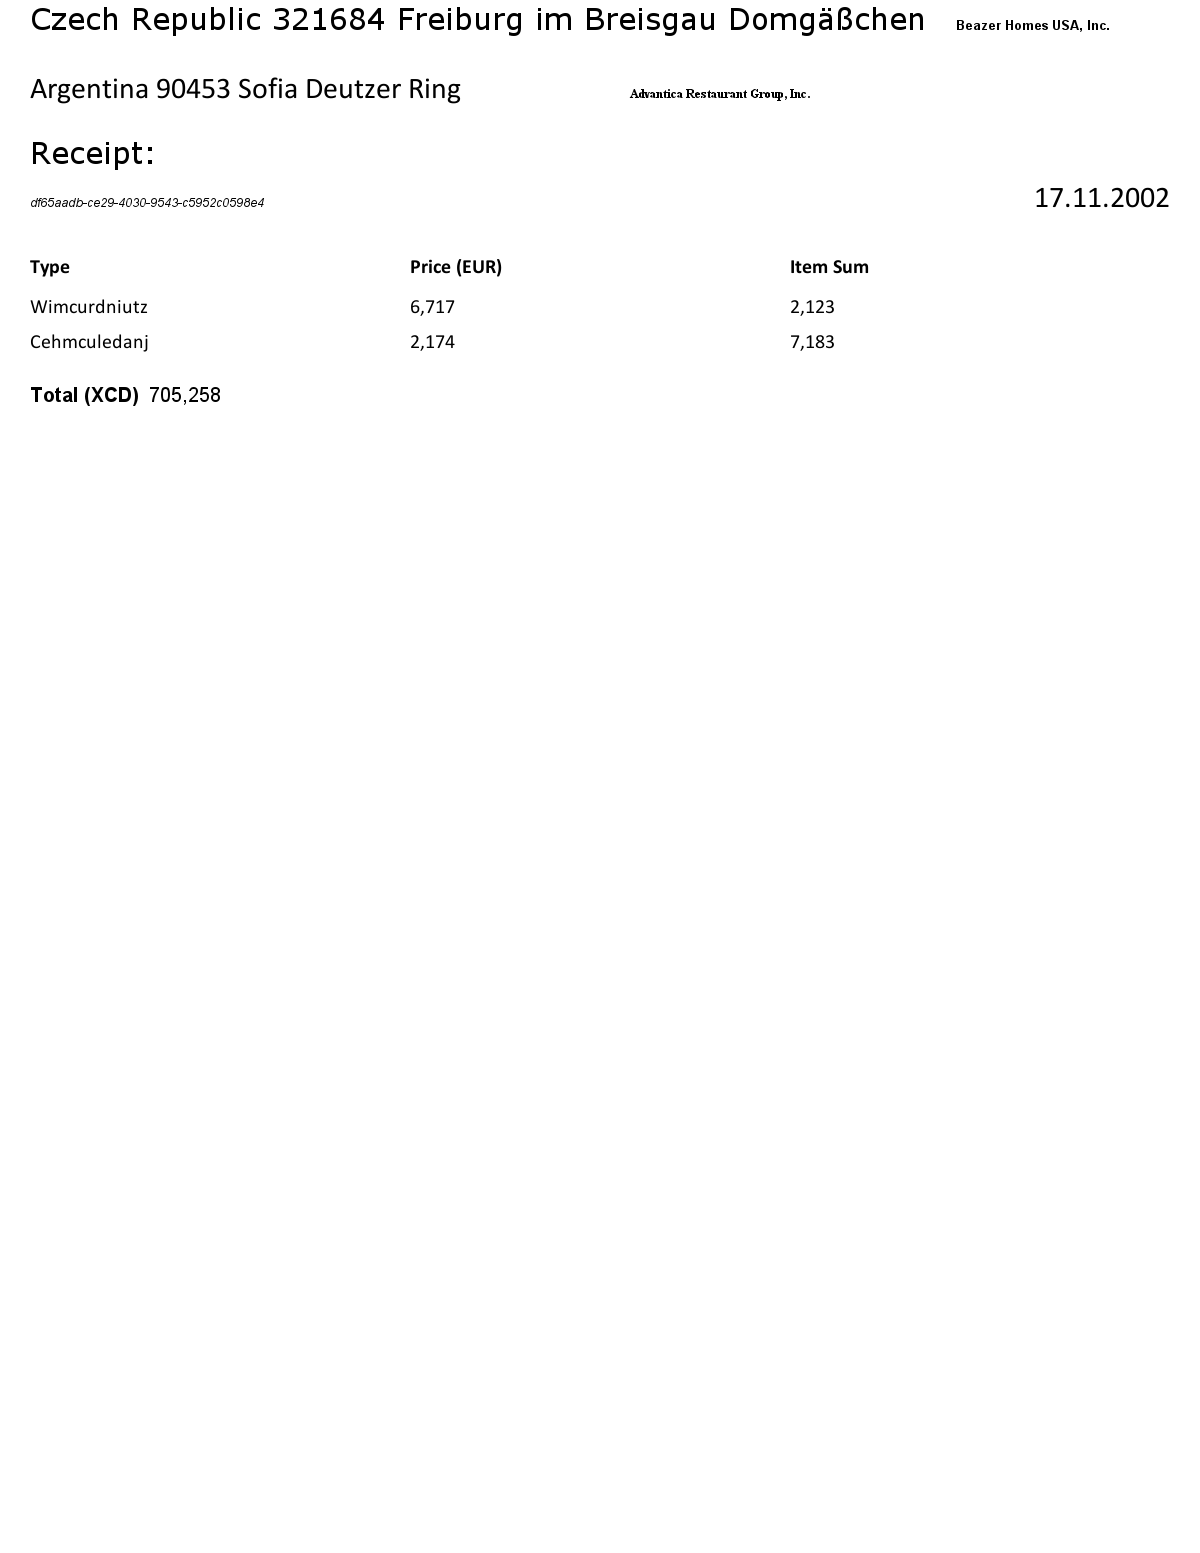 Czech Republic 321684 Freiburg im Breisgau Domgäßchen Beazer Homes USA, Inc.
Argentina 90453 Sofia Deutzer Ring Advantica Restaurant Group, Inc.
Receipt:
df65aadb-ce29-4030-9543-c5952c0598e4 17.11.2002
Type Price (EUR) Item Sum
Wimcurdniutz 6,717 2,123
Cehmculedanj 2,174 7,183
Total (XCD) 705,258